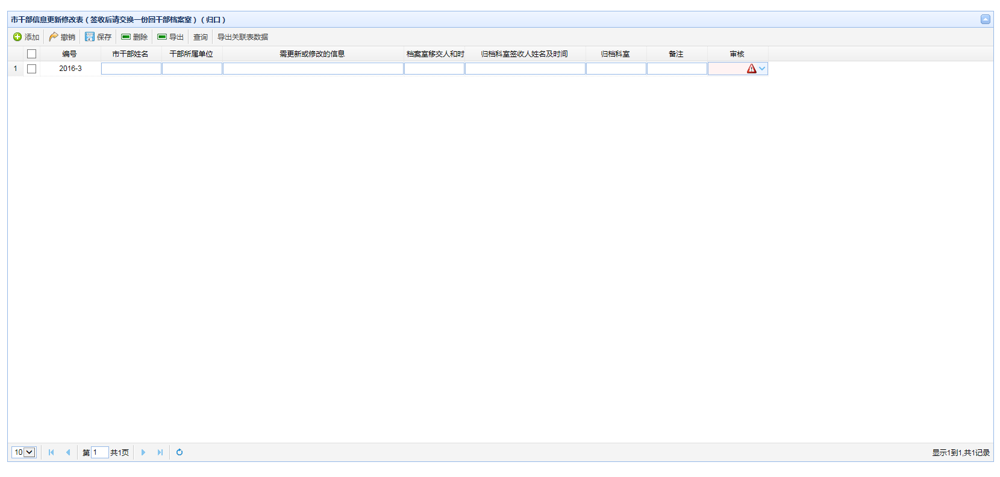 市干部信息更新修改表（签收后请交换一份回干部档案室）（归口）
添加 撤销 保存 删除 导出 查询 导出关联表数据
编号 市干部姓名 干部所属单位 需更新或修改的信息 档案室移交人和时 归档科室签收人姓名及时间 归档科室 备注 审核
1 2016-3
10 第 1 共1页 显示1到1,共1记录